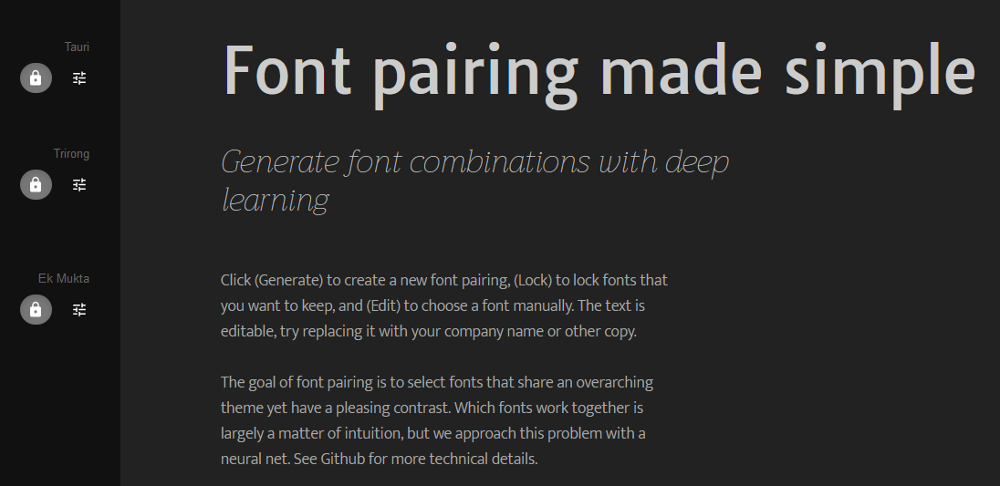 Tauri
Font pairing made simple
Trirong
Generate font combinations with deep
learning
Ek Mukta
Click (Generate) to create a new font pairing, (Lock) to lock fonts that
you want to keep, and (Edit) to choose a font manually. The text is
editable, try replacing it with your company name or other copy.
The goal of font pairing is to select fonts that share an overarching
theme yet have a pleasing contrast. Which fonts work together is
largely a matter of intuition, but we approach this problem with a
neural net. See Github for more technical details.